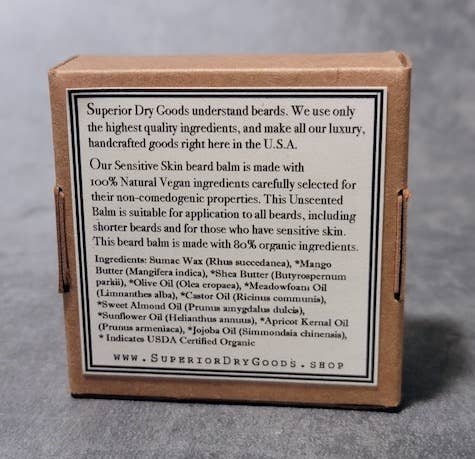 Superior Dry Goods understand beards. We use only
the highest quality ingredients, and make all our luxury,
handcrafted goods right here in the U.S.A.
Our Sensitive Skin beard balm is made with
100% Natural Vegan ingredients carefully selected for
their non-comedogenic properties. This Unscented
Balm is suitable for application to all beards, including
shorter beards and for those who have sensitive skin.
This beard balm is made with 80% organic ingredients.
Ingredients: Sumac Wax (Rhus succedanea), *Mango
Butter (Mangifera indica), *Shea Butter (Butyrospernum
parkii), *Olive Oil (Olea cropaea), *Meadowfoam Oil
(Limnanthes alba), *Castor Oil (Ricinus communis),
*Sweet Almond Oil (Prunus amygdalus dulcis),
*Sunflower Oil (Helianthus annuus), *Apricot Kernal Oil
(Prunus armeniaca), *Jojoba Oil (Simmondsia chinensis),
* Indicates USDA Certified Organic
www.SuperiorDryGoods.shop